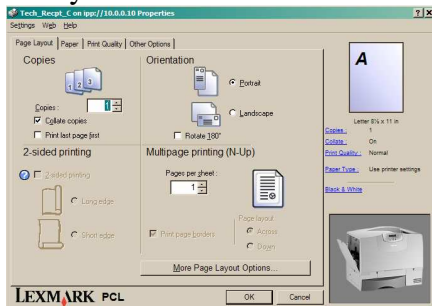 Tech_Recpt_C on ipp://10.0.0.10 Properties
Settings Web Help
Page Layout Paper Print Quality Other Options
Copies
1 2 3
Copies : 1
Collate copies
Print last page first
Orientation
Portrait
Landscape
Rotate 180°
2-sided printing
2-sided printing
Long edge
Short edge
Multipage printing (N-Up)
Pages per sheet :
1
Print page borders
Page layout
Across
Down
More Page Layout Options...
A
Letter 8½ x 11 in
Copies : 1
Collate : On
Print Quality : Normal
Paper Type : Use printer settings
Black & White
LEXMARK PCL
OK Cancel